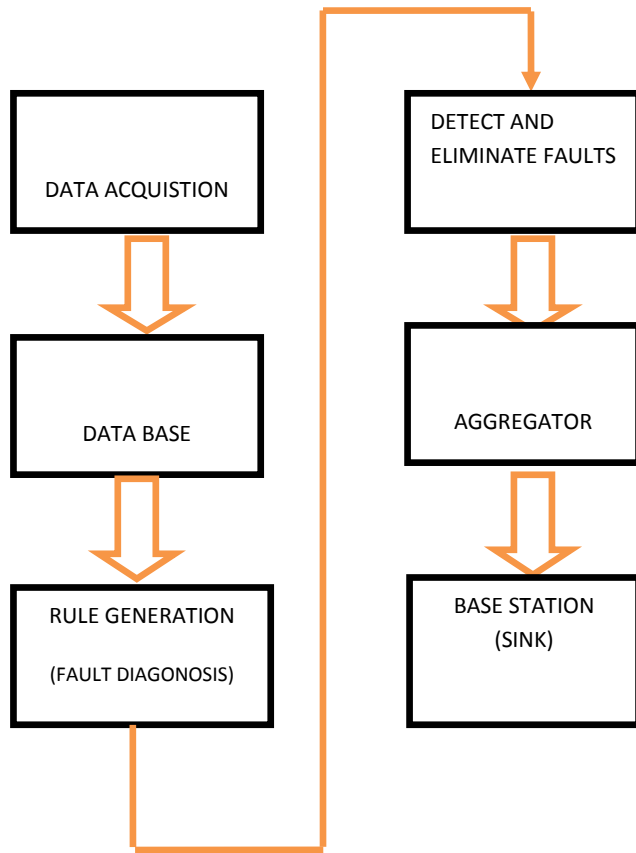 DATA ACQUISTION
DATA BASE
RULE GENERATION
(FAULT DIAGONOSIS)
DETECT AND
ELIMINATE FAULTS
AGGREGATOR
BASE STATION
(SINK)